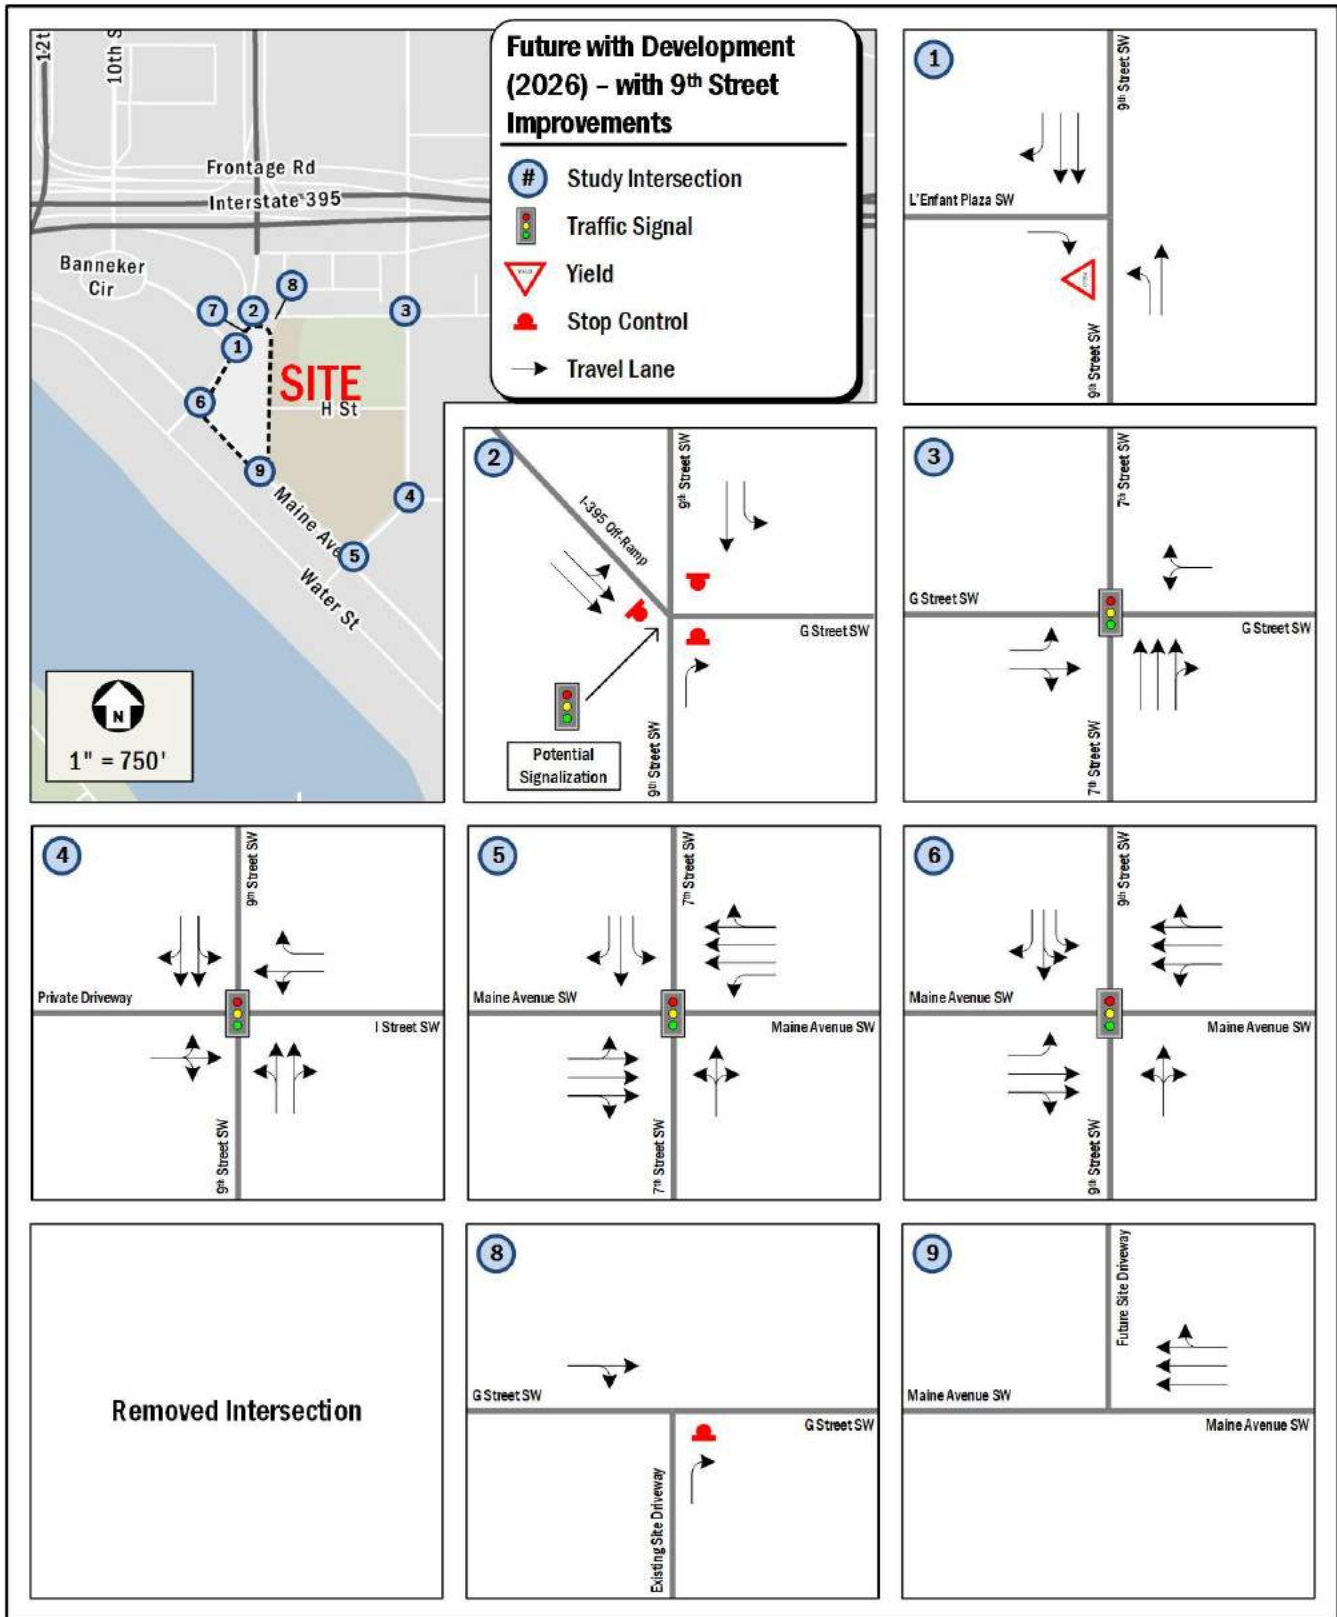 12t
10th S
Frontage Rd
Interstate 395
Banneker
Cir
7
2
8
3
1
SITE
H St
6
9
4
Maine Ave
5
Water St
N
1" = 750'
Future with Development
(2026) – with 9th Street
Improvements
# Study Intersection
Traffic Signal
Yield
Stop Control
Travel Lane
1
9th Street SW
L'Enfant Plaza SW
9th Street SW
2
9th Street SW
I-395 Off-Ramp
G Street SW
9th Street SW
Potential
Signalization
3
7th Street SW
G Street SW
G Street SW
7th Street SW
4
9th Street SW
Private Driveway
I Street SW
9th Street SW
5
7th Street SW
Maine Avenue SW
Maine Avenue SW
7th Street SW
6
9th Street SW
Maine Avenue SW
Maine Avenue SW
9th Street SW
Removed Intersection
8
G Street SW
G Street SW
Existing Site Driveway
9
Future Site Driveway
Maine Avenue SW
Maine Avenue SW